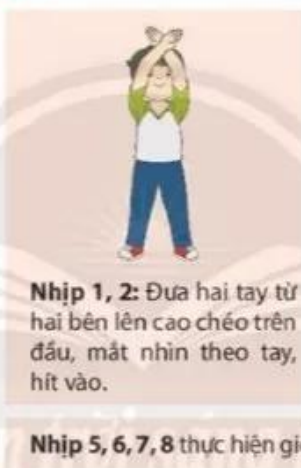 Nhịp 1, 2: Đưa hai tay từ
hai bên lên cao chéo trên
đầu, mắt nhìn theo tay,
hít vào.
Nhịp 5, 6, 7, 8 thực hiện